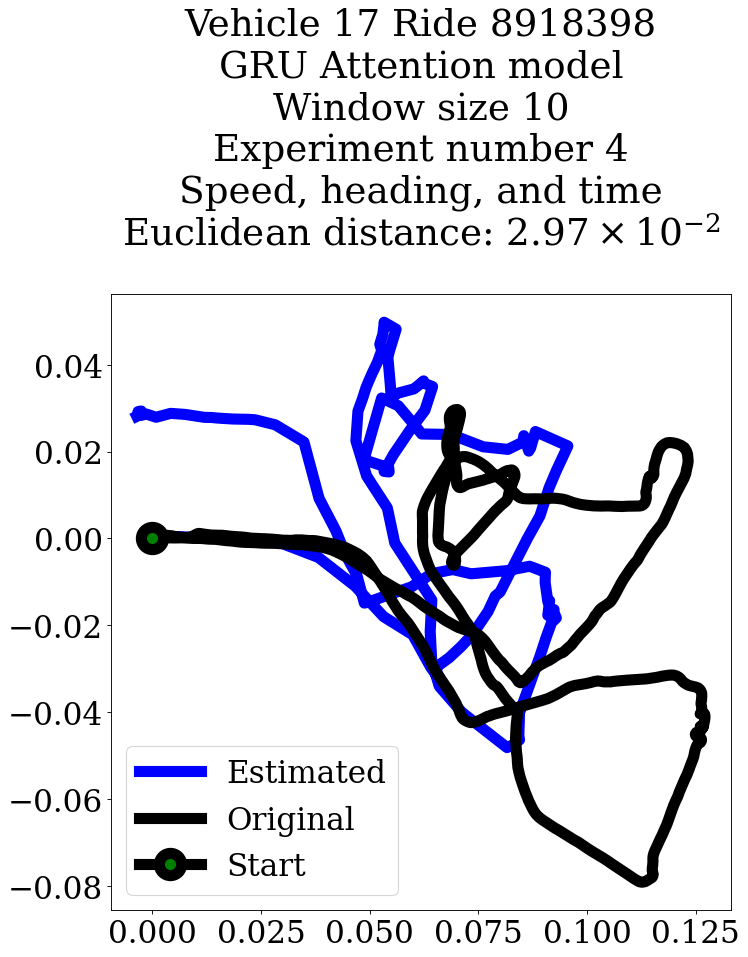 Vehicle 17 Ride 8918398
GRU Attention model
Window size 10
Experiment number 4
Speed, heading, and time
Euclidean distance: 2.97 × 10⁻²
0.04
0.02
0.00
−0.02
−0.04
−0.06
−0.08
Estimated
Original
Start
0.000 0.025 0.050 0.075 0.100 0.125